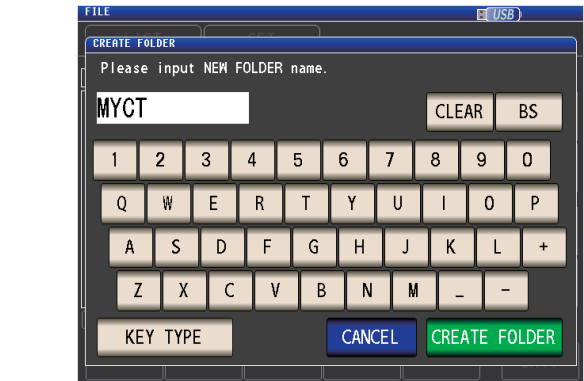 FILE USB
CREATE FOLDER
Please input NEW FOLDER name.
MYCT CLEAR BS
1 2 3 4 5 6 7 8 9 0
Q W E R T Y U I O P
A S D F G H J K L +
Z X C V B N M _ -
KEY TYPE CANCEL CREATE FOLDER